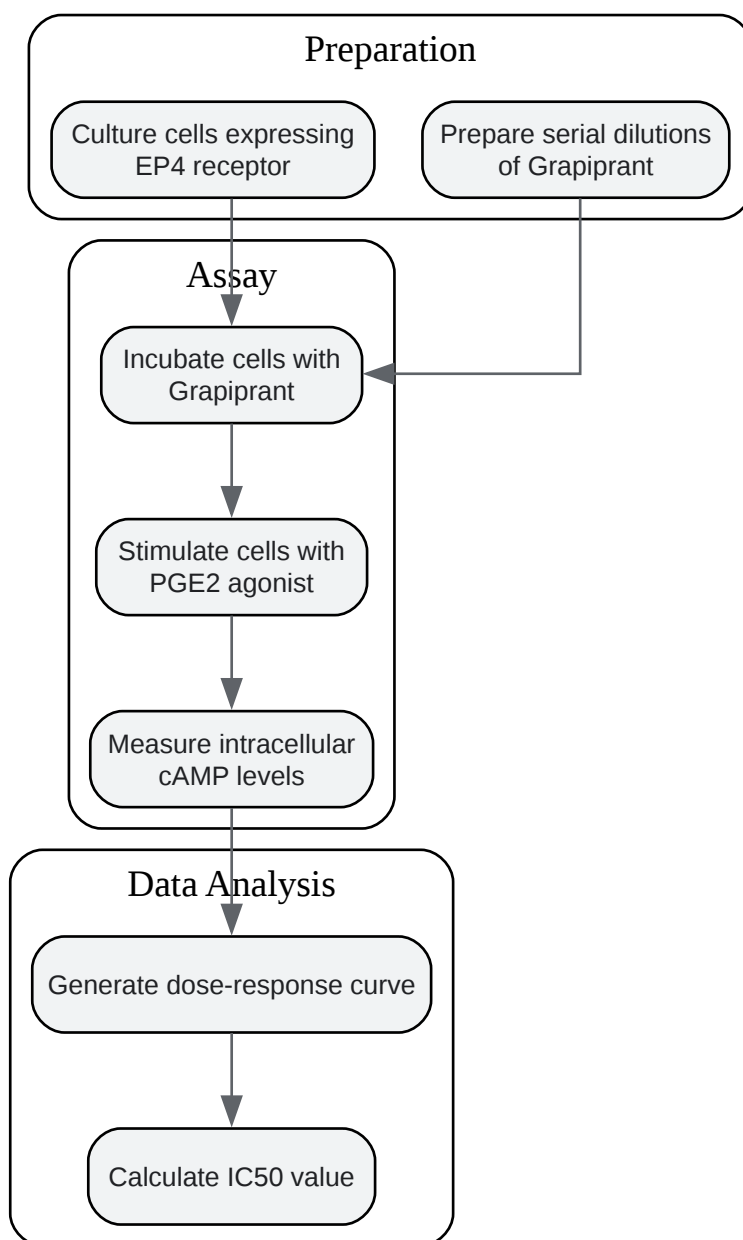 Preparation
Culture cells expressing
EP4 receptor
Prepare serial dilutions
of Grapiprant
Assay
Incubate cells with
Grapiprant
Stimulate cells with
PGE2 agonist
Measure intracellular
cAMP levels
Data Analysis
Generate dose-response curve
Calculate IC50 value